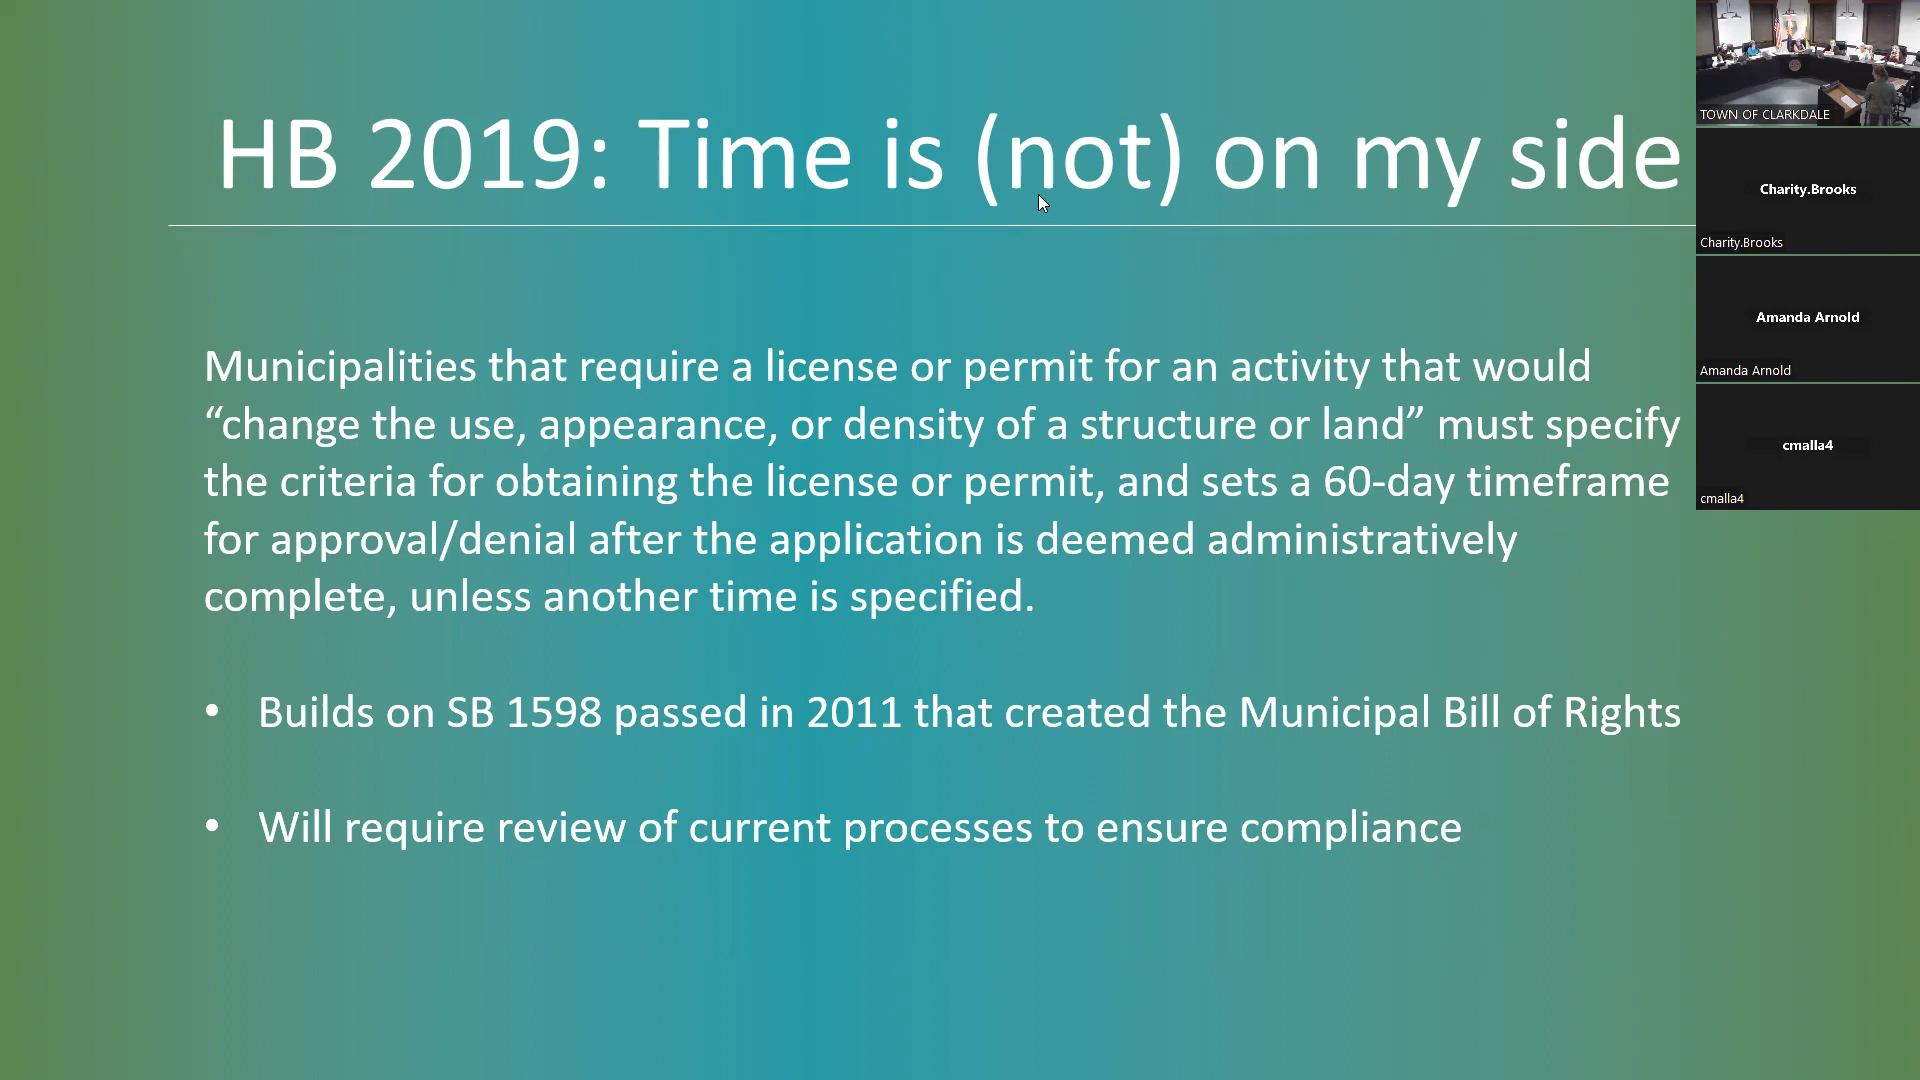 HB 2019: Time is (not) on my side
Municipalities that require a license or permit for an activity that would
“change the use, appearance, or density of a structure or land” must specify
the criteria for obtaining the license or permit, and sets a 60-day timeframe
for approval/denial after the application is deemed administratively
complete, unless another time is specified.
• Builds on SB 1598 passed in 2011 that created the Municipal Bill of Rights
• Will require review of current processes to ensure compliance
TOWN OF CLARKDALE
Charity.Brooks
Charity.Brooks
Amanda Arnold
Amanda Arnold
cmalla4
cmalla4